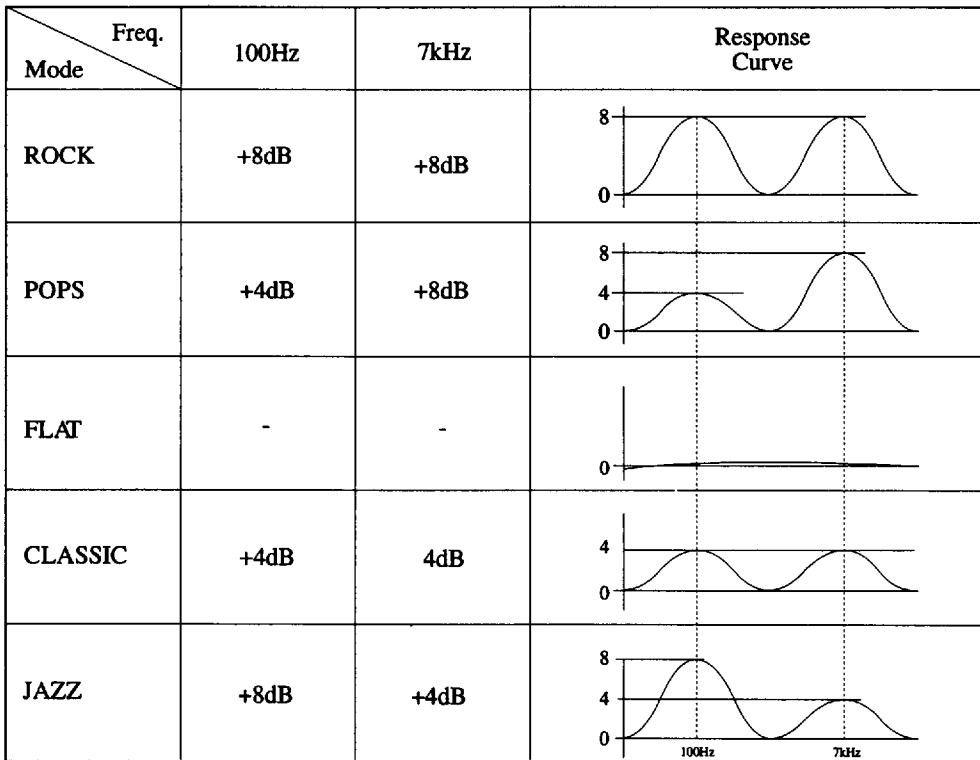 Freq.
Mode
100Hz
7kHz
Response
Curve
ROCK
+8dB
+8dB
8
0
POPS
+4dB
+8dB
8
4
0
FLAT
-
-
0
CLASSIC
+4dB
4dB
4
0
JAZZ
+8dB
+4dB
8
4
0
100Hz
7kHz